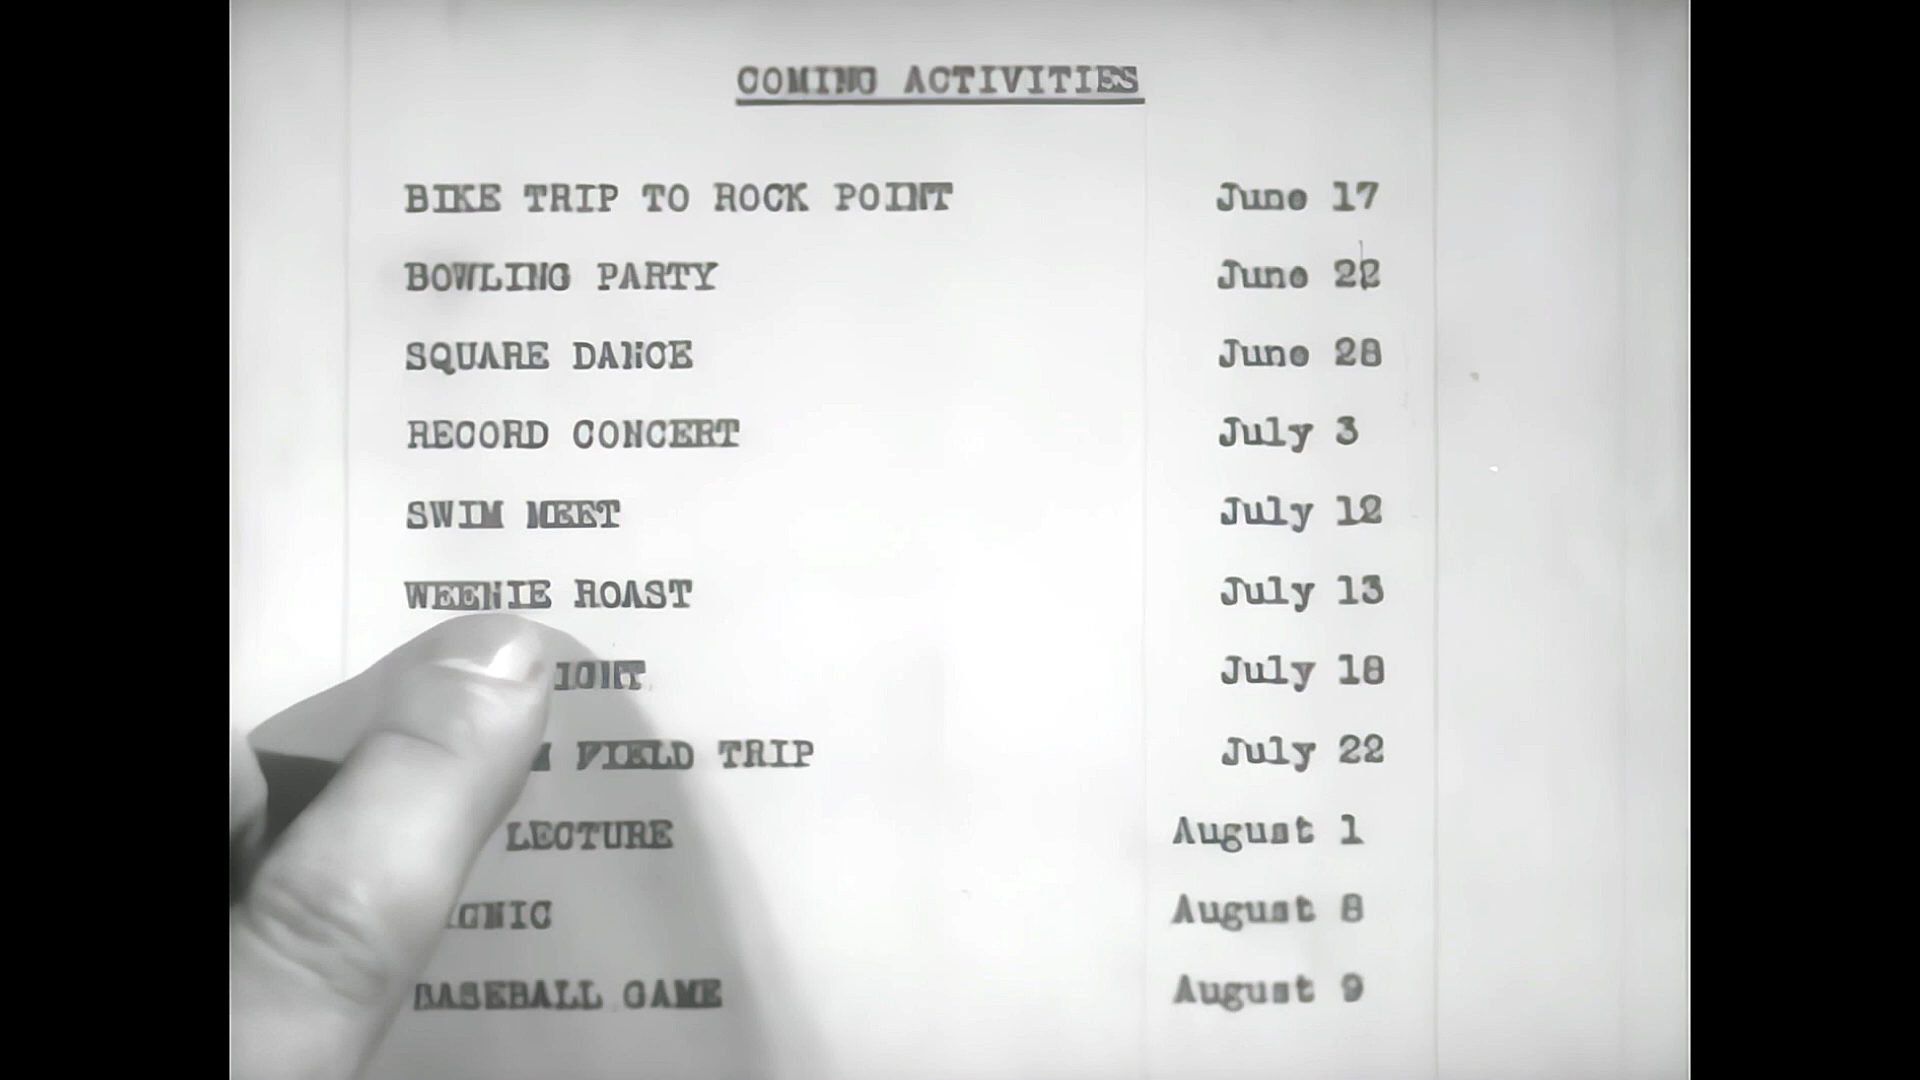 COMING ACTIVITIES
BIKE TRIP TO ROCK POINT June 17
BOWLING PARTY June 22
SQUARE DANCE June 28
RECORD CONCERT July 3
SWIM MEET July 12
WEENIE ROAST July 13
July 18
FIELD TRIP July 22
LECTURE August 1
PICNIC August 8
BASEBALL GAME August 9